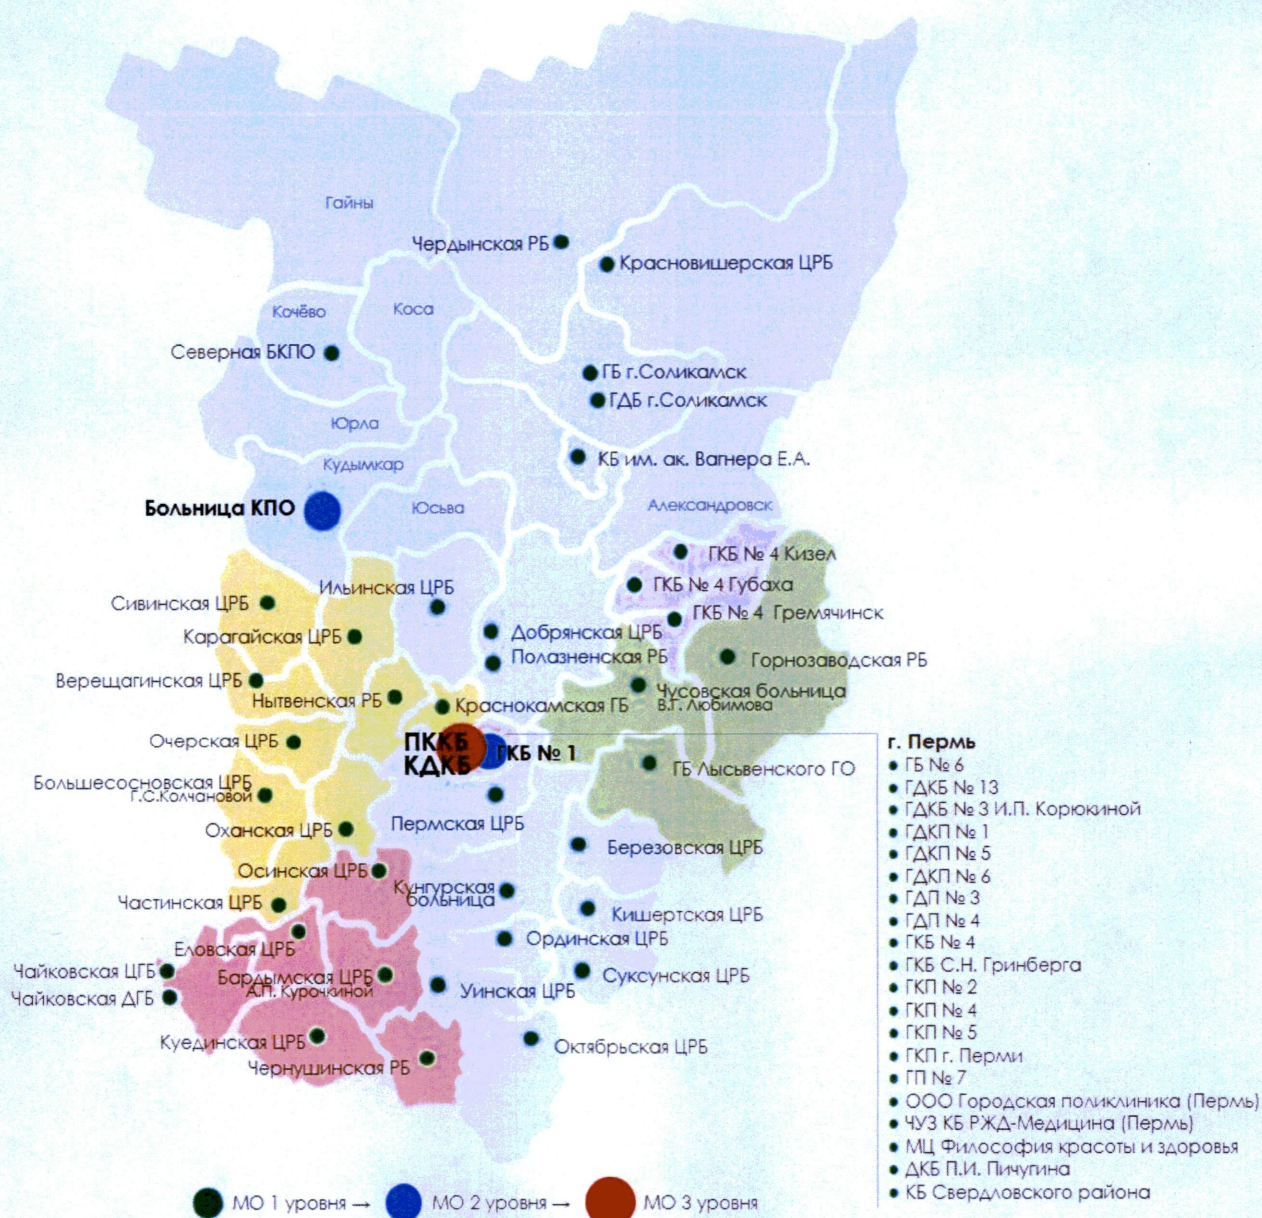 Гайны
Чердынская РБ
Красновишерская ЦРБ
Кочёво
Коса
Северная БКПО
ГБ г.Соликамск
ГДБ г.Соликамск
Юрла
Кудымкар
КБ им. ак. Вагнера Е.А.
Больница КПО
Юсьва
Александровск
ГКБ № 4 Кизел
Ильинская ЦРБ
ГКБ № 4 Губаха
Сивинская ЦРБ
ГКБ № 4 Гремячинск
Карагайская ЦРБ
Добрянская ЦРБ
Полазненская РБ
Горнозаводская РБ
Верещагинская ЦРБ
Нытвенская РБ
Чусовская больница
В.Г. Любимова
Краснокамская ГБ
Очерская ЦРБ
ПККБ
КДКБ
ГКБ № 1
ГБ Лысьвенского ГО
Большесосновская ЦРБ
Г.С.Колчановой
Оханская ЦРБ
Пермская ЦРБ
Березовская ЦРБ
Осинская ЦРБ
Кунгурская
больница
Частинская ЦРБ
Кишертская ЦРБ
Еловская ЦРБ
Ординская ЦРБ
Чайковская ЦГБ
Бардымская ЦРБ
А.П. Курочкиной
Суксунская ЦРБ
Чайковская ДГБ
Уинская ЦРБ
Куединская ЦРБ
Октябрьская ЦРБ
Чернушинская РБ
г. Пермь
• ГБ № 6
• ГДКБ № 13
• ГДКБ № 3 И.П. Корюкиной
• ГДКП № 1
• ГДКП № 5
• ГДКП № 6
• ГДП № 3
• ГДП № 4
• ГКБ № 4
• ГКБ С.Н. Гринберга
• ГКП № 2
• ГКП № 4
• ГКП № 5
• ГКП г. Перми
• ГП № 7
• ООО Городская поликлиника (Пермь)
• ЧУЗ КБ РЖД-Медицина (Пермь)
• МЦ Философия красоты и здоровья
• ДКБ П.И. Пичугина
• КБ Свердловского района
МО 1 уровня → МО 2 уровня → МО 3 уровня